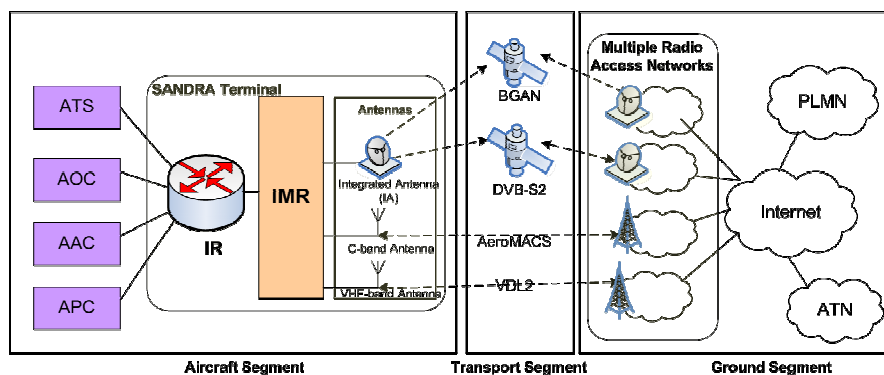 SANDRA Terminal
ATS
AOC
AAC
APC
IR
IMR
Antennas
Integrated Antenna
(IA)
C-band Antenna
VHF-band Antenna
BGAN
DVB-S2
AeroMACS
VDL2
Multiple Radio
Access Networks
PLMN
Internet
ATN
Aircraft Segment
Transport Segment
Ground Segment